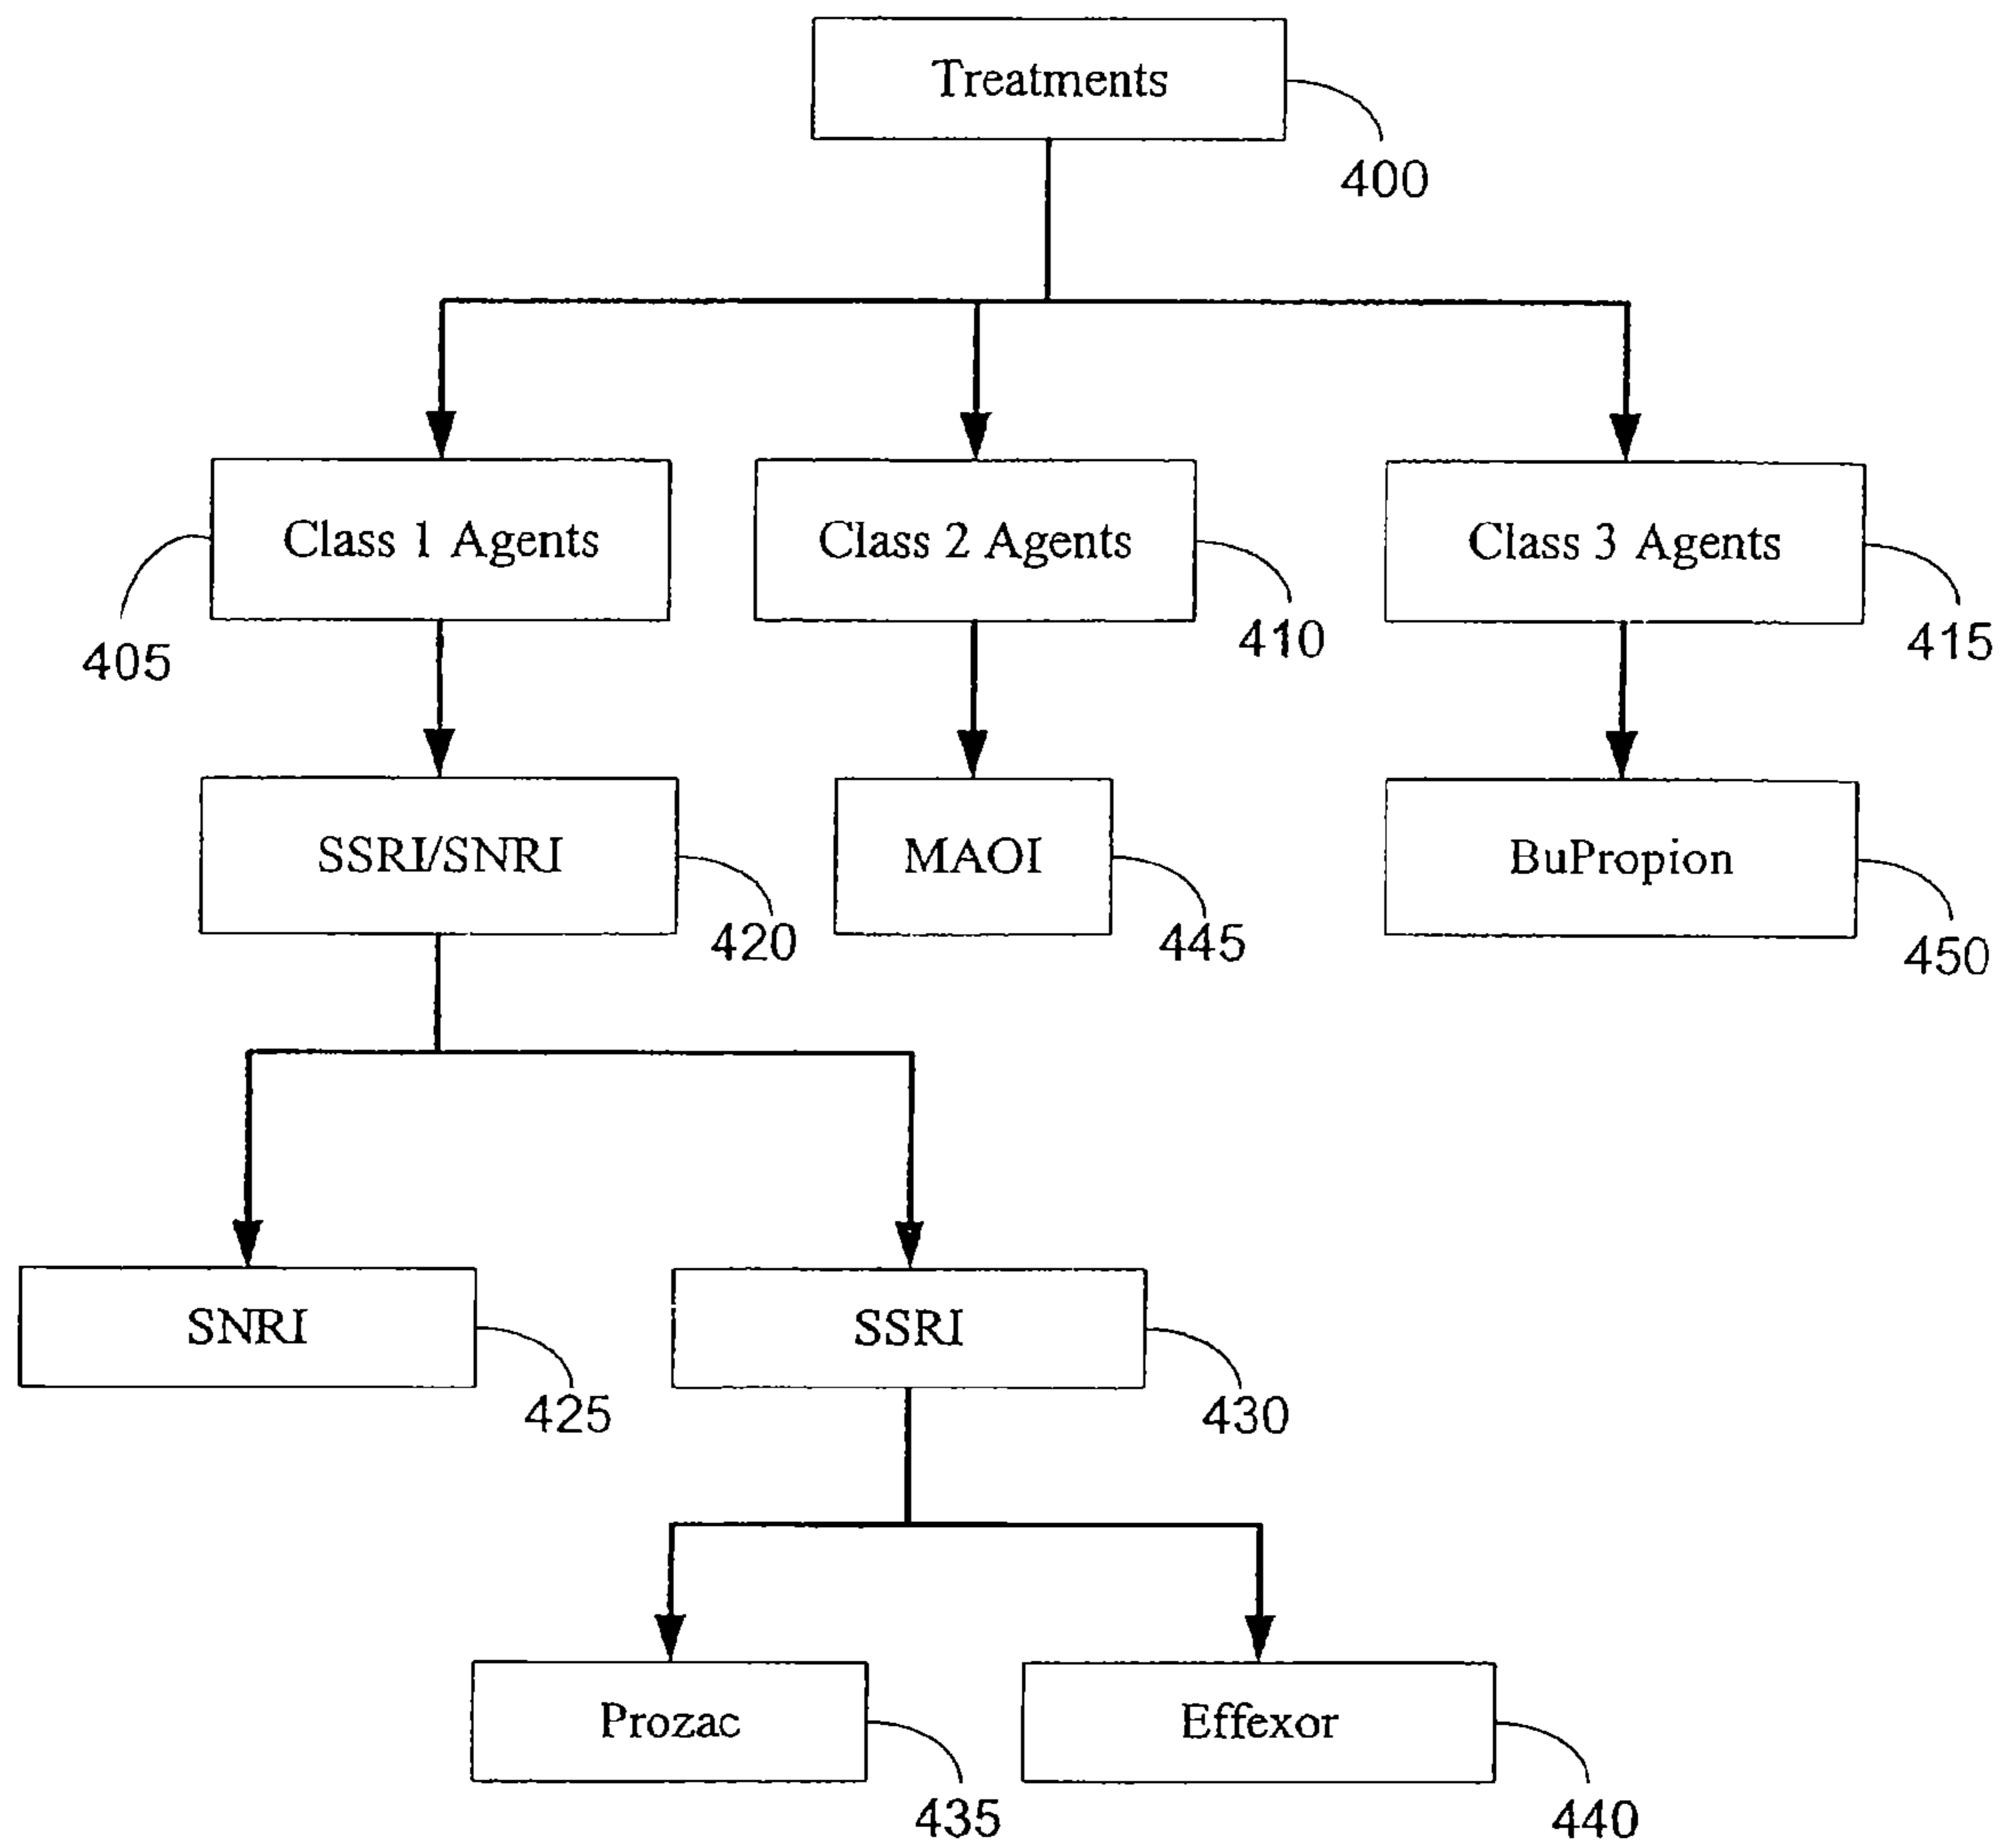 Treatments
400
Class 1 Agents
Class 2 Agents
Class 3 Agents
405
410
415
SSRI/SNRI
MAOI
BuPropion
420
445
450
SNRI
SSRI
425
430
Prozac
Effexor
435
440